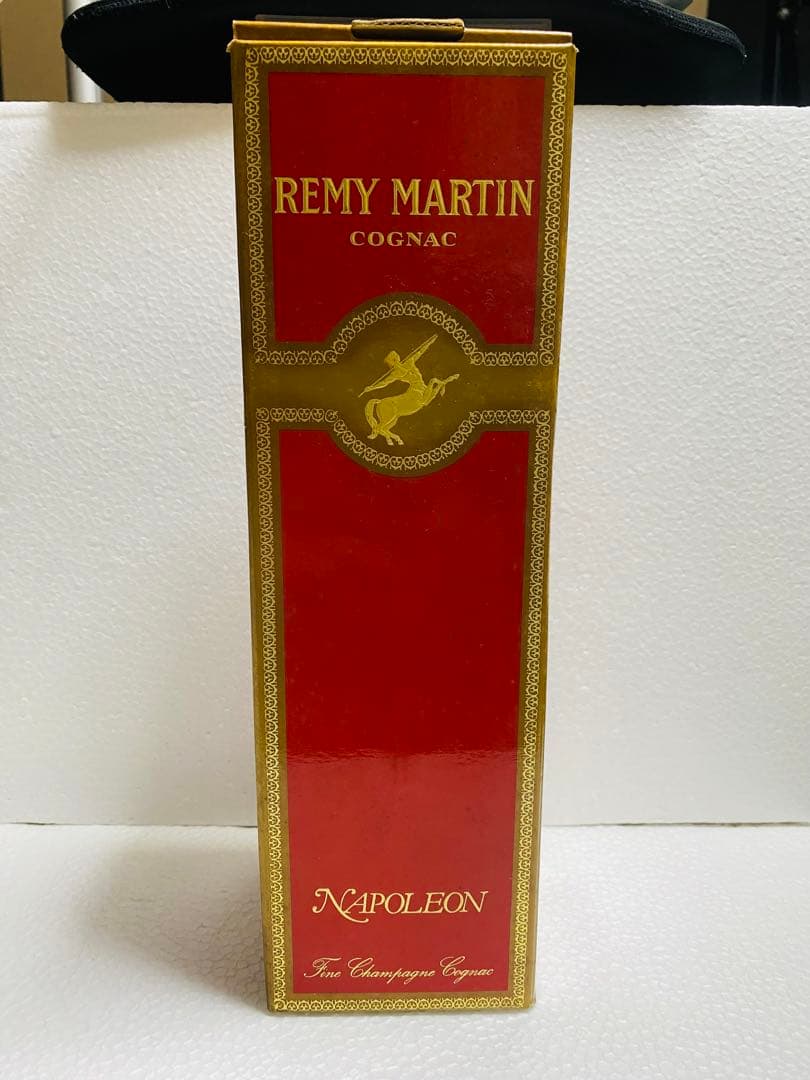 REMY MARTIN
COGNAC
NAPOLEON
Fine Champagne Cognac